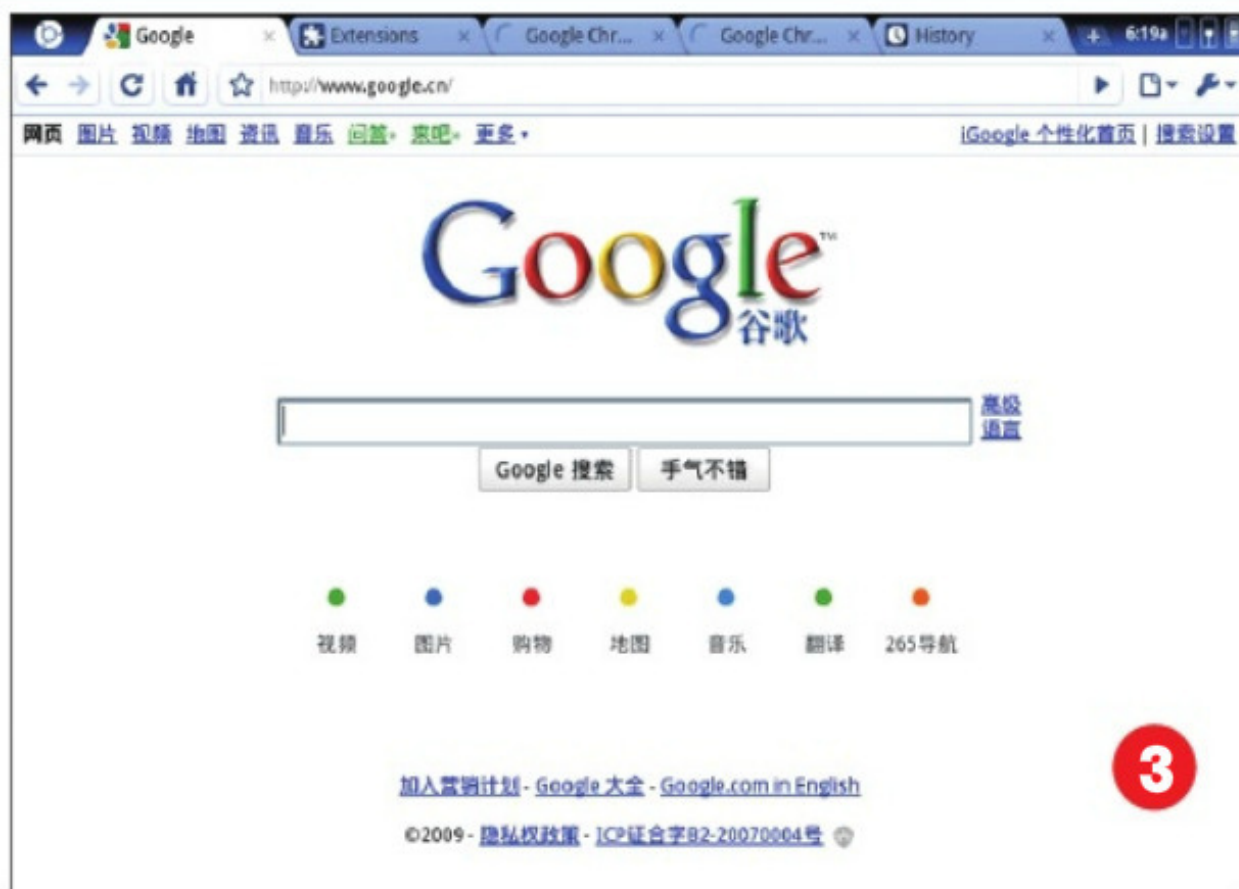 Google Extensions Google Chr... Google Chr... History 6:19a
http://www.google.cn/
网页 图片 视频 地图 资讯 音乐 问答 来吧 更多 iGoogle 个性化首页 | 搜索设置
Google™
谷歌
高级
语言
Google 搜索 手气不错
视频 图片 购物 地图 音乐 翻译 265导航
3
加入营销计划 - Google 大全 - Google.com in English
©2009 - 隐私权政策 - ICP证合字B2-20070004号